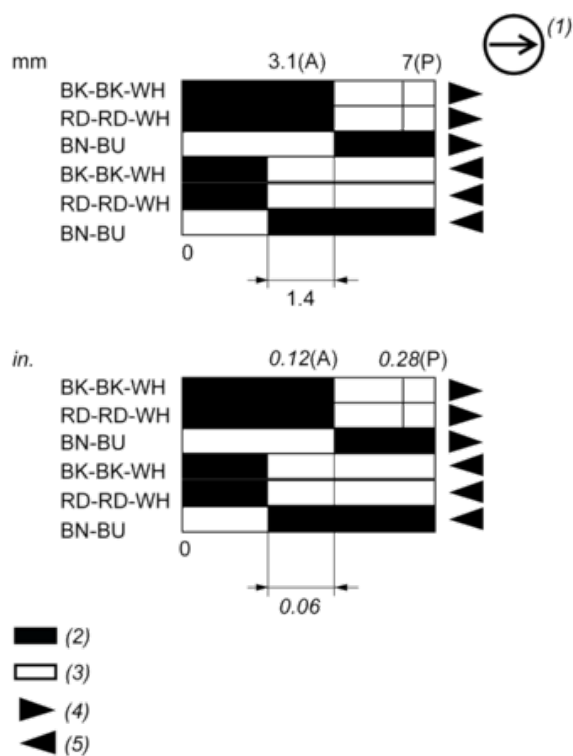 (1)
mm 3.1(A) 7(P)
BK-BK-WH
RD-RD-WH
BN-BU
BK-BK-WH
RD-RD-WH
BN-BU
0
1.4
in. 0.12(A) 0.28(P)
BK-BK-WH
RD-RD-WH
BN-BU
BK-BK-WH
RD-RD-WH
BN-BU
0
0.06
(2)
(3)
(4)
(5)